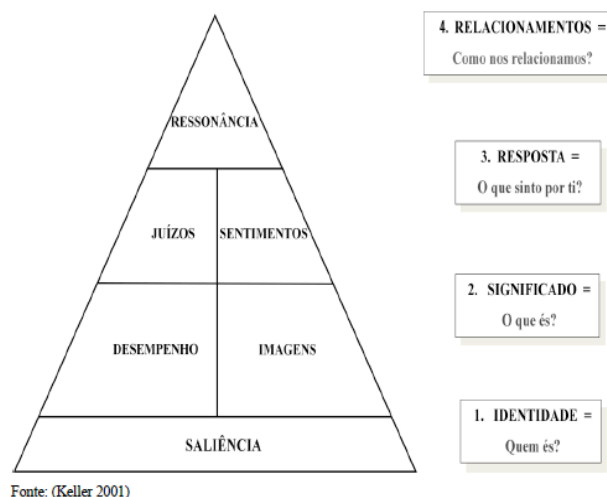 4. RELACIONAMENTOS =
Como nos relacionamos?
RESSONÂNCIA
3. RESPOSTA =
O que sinto por ti?
JUÍZOS
SENTIMENTOS
2. SIGNIFICADO =
O que és?
DESEMPENHO
IMAGENS
1. IDENTIDADE =
Quem és?
SALIÊNCIA
Fonte: (Keller 2001)